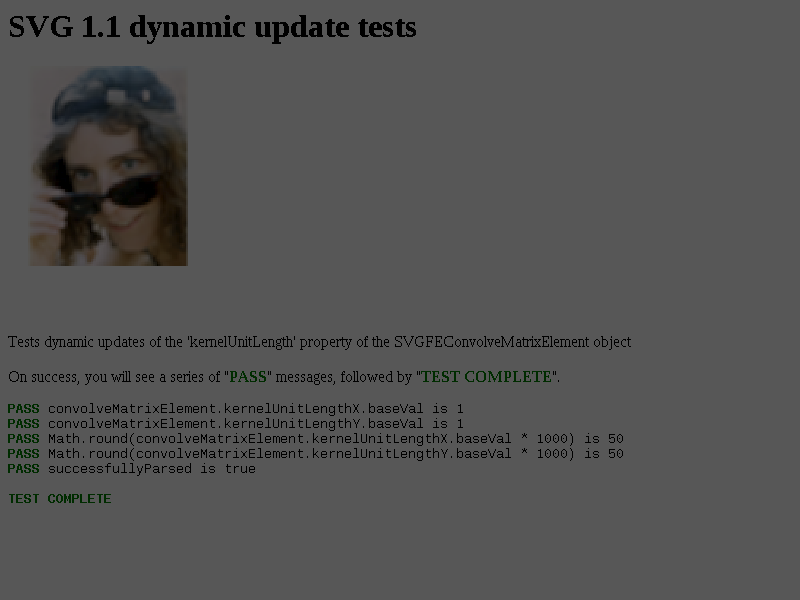 SVG 1.1 dynamic update tests
Tests dynamic updates of the 'kernelUnitLength' property of the SVGFEConvolveMatrixElement object
On success, you will see a series of "PASS" messages, followed by "TEST COMPLETE".
PASS convolveMatrixElement.kernelUnitLengthX.baseVal is 1
PASS convolveMatrixElement.kernelUnitLengthY.baseVal is 1
PASS Math.round(convolveMatrixElement.kernelUnitLengthX.baseVal * 1000) is 50
PASS Math.round(convolveMatrixElement.kernelUnitLengthY.baseVal * 1000) is 50
PASS successfullyParsed is true
TEST COMPLETE